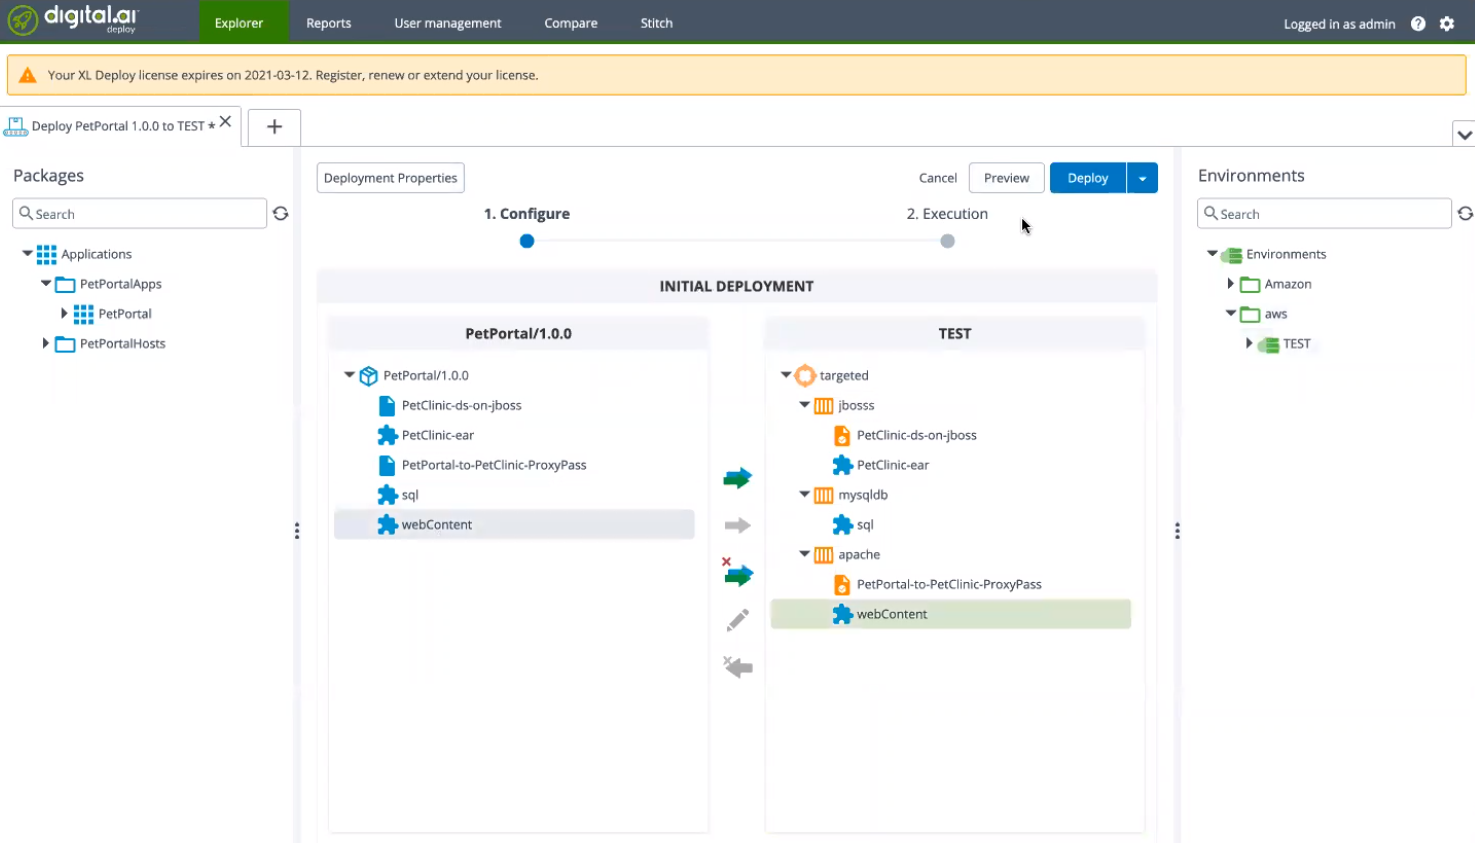 digital.ai
deploy
Explorer
Reports
User management
Compare
Stitch
Logged in as admin
Your XL Deploy license expires on 2021-03-12. Register, renew or extend your license.
Deploy PetPortal 1.0.0 to TEST *
Packages
Search
Applications
PetPortalApps
PetPortal
PetPortalHosts
Deployment Properties
Cancel
Preview
Deploy
1. Configure
2. Execution
INITIAL DEPLOYMENT
PetPortal/1.0.0
PetPortal/1.0.0
PetClinic-ds-on-jboss
PetClinic-ear
PetPortal-to-PetClinic-ProxyPass
sql
webContent
TEST
targeted
jbosss
PetClinic-ds-on-jboss
PetClinic-ear
mysqldb
sql
apache
PetPortal-to-PetClinic-ProxyPass
webContent
Environments
Search
Environments
Amazon
aws
TEST